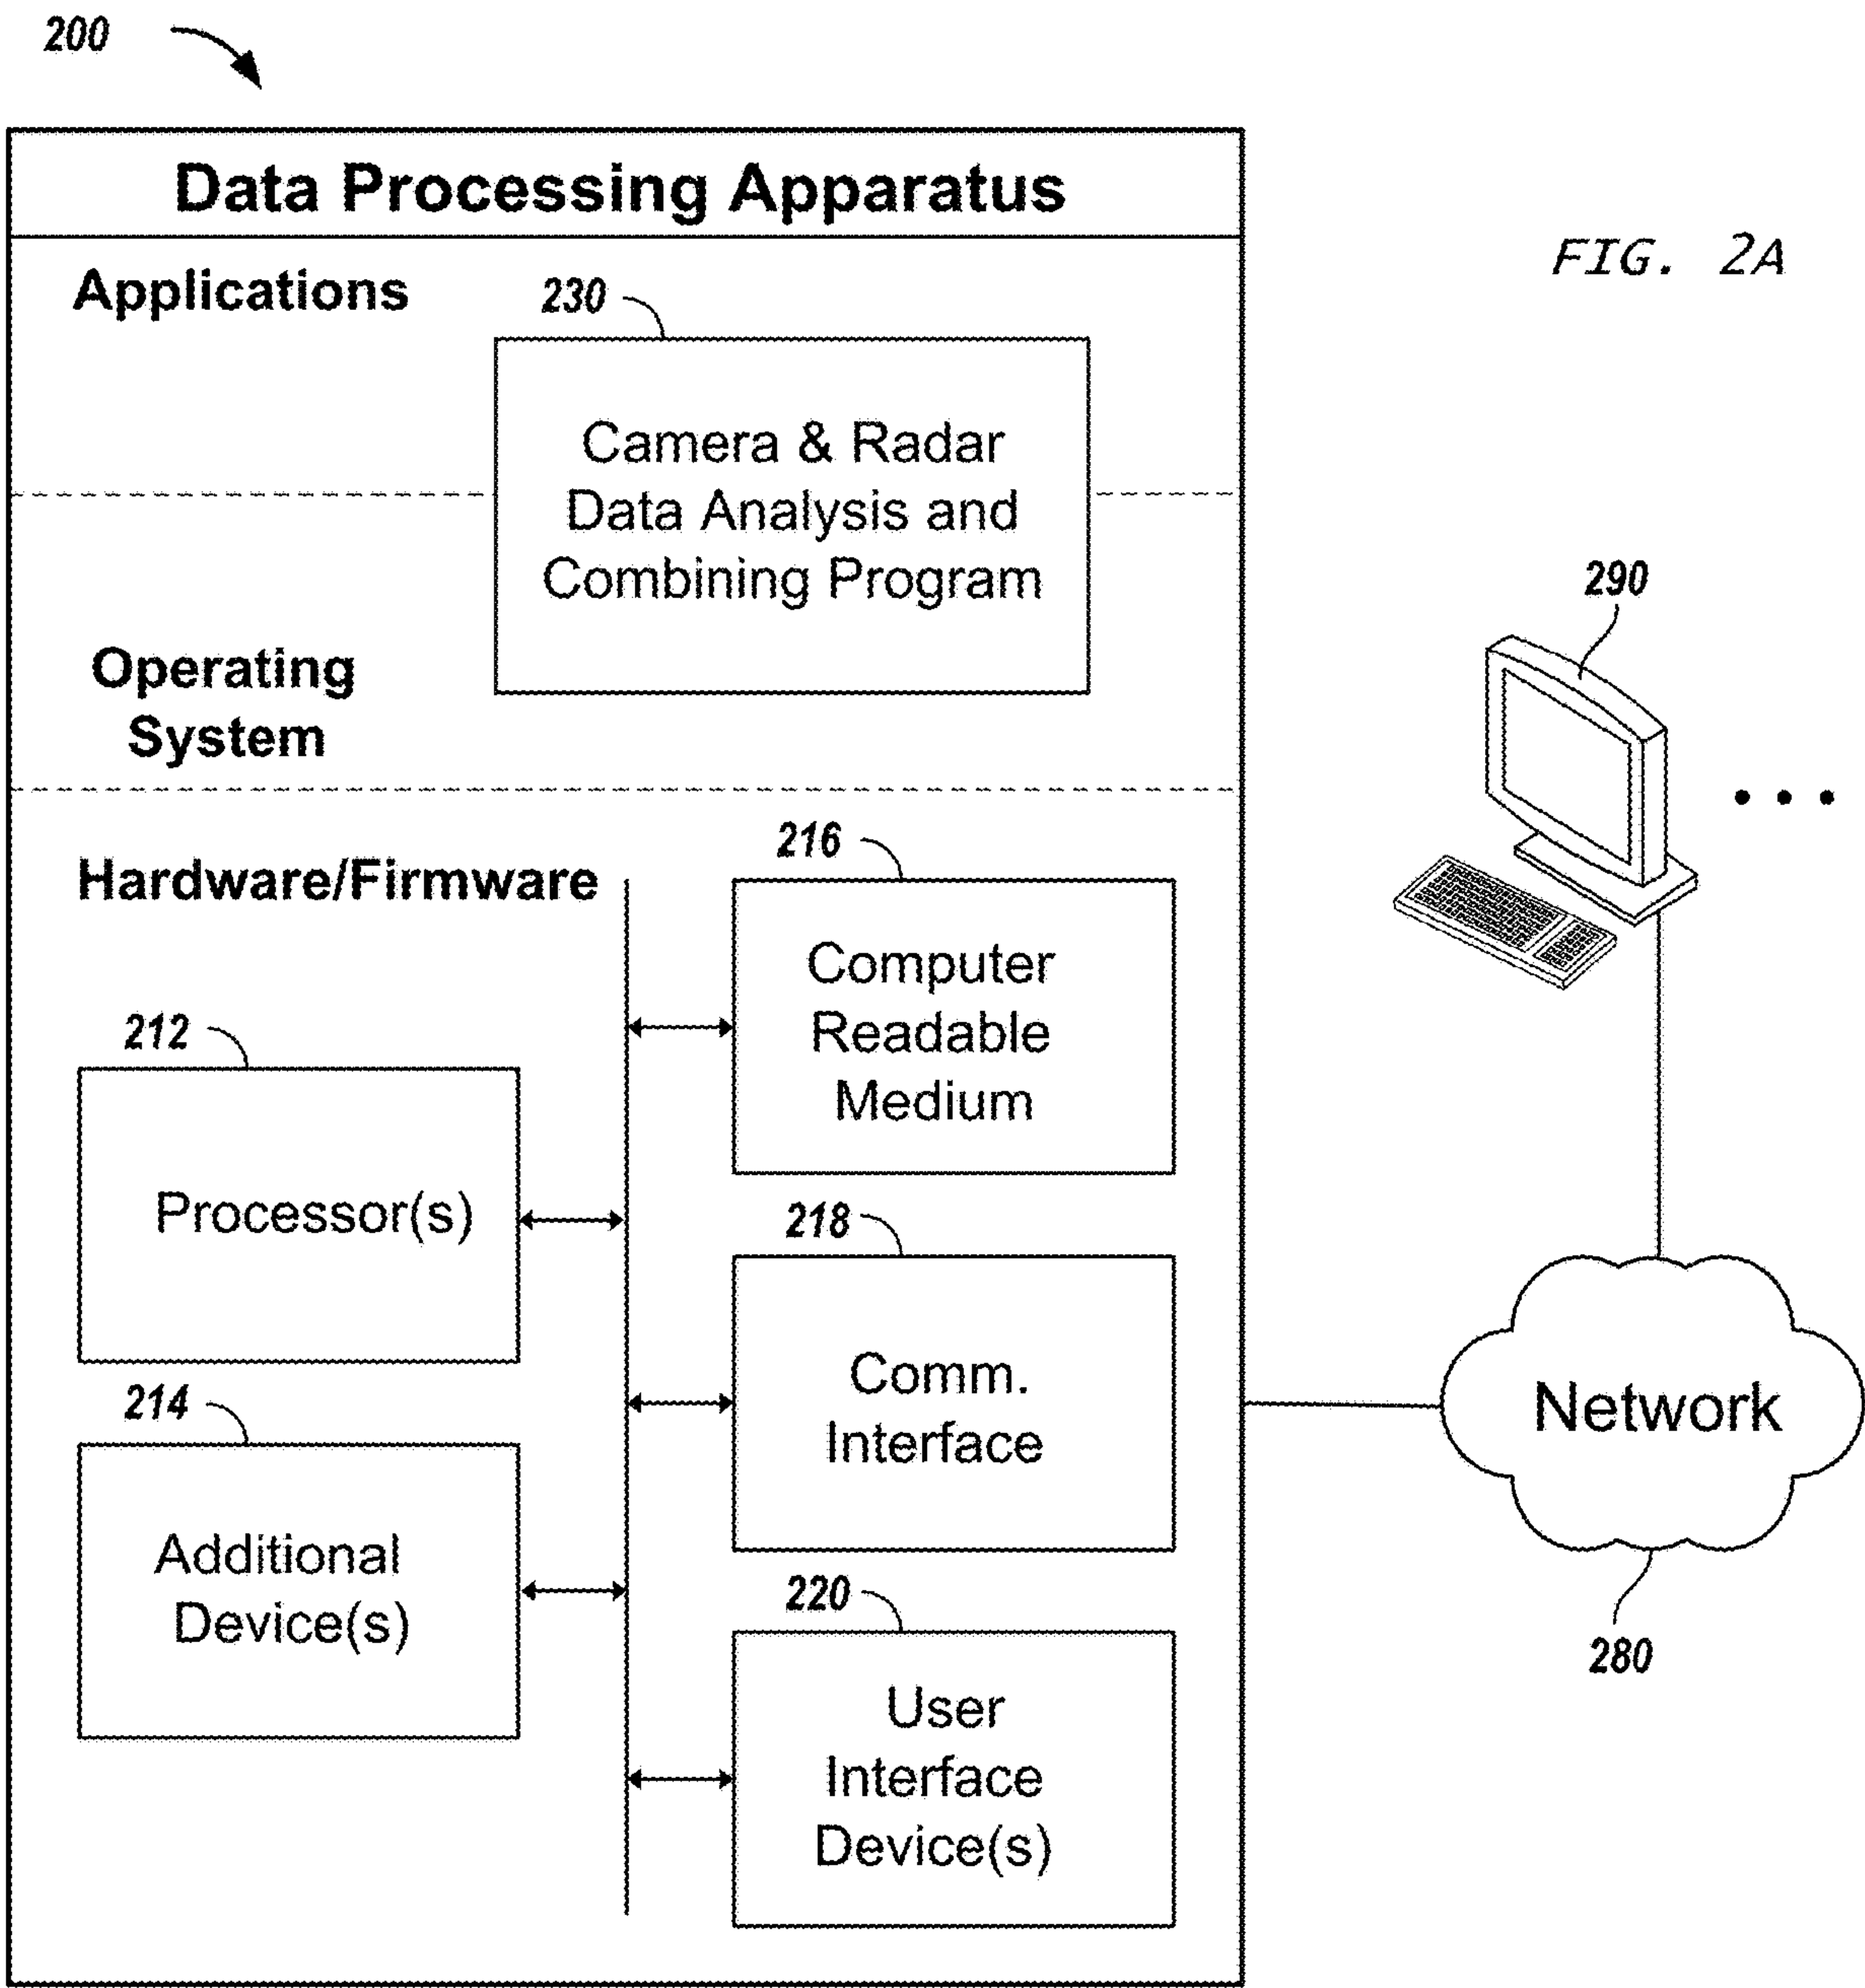 200
Data Processing Apparatus
FIG. 2A
Applications
230
Camera & Radar
Data Analysis and
Combining Program
Operating
System
290
Hardware/Firmware
216
Computer
Readable
Medium
212
Processor(s)
218
Comm.
Interface
Network
280
214
Additional
Device(s)
220
User
Interface
Device(s)